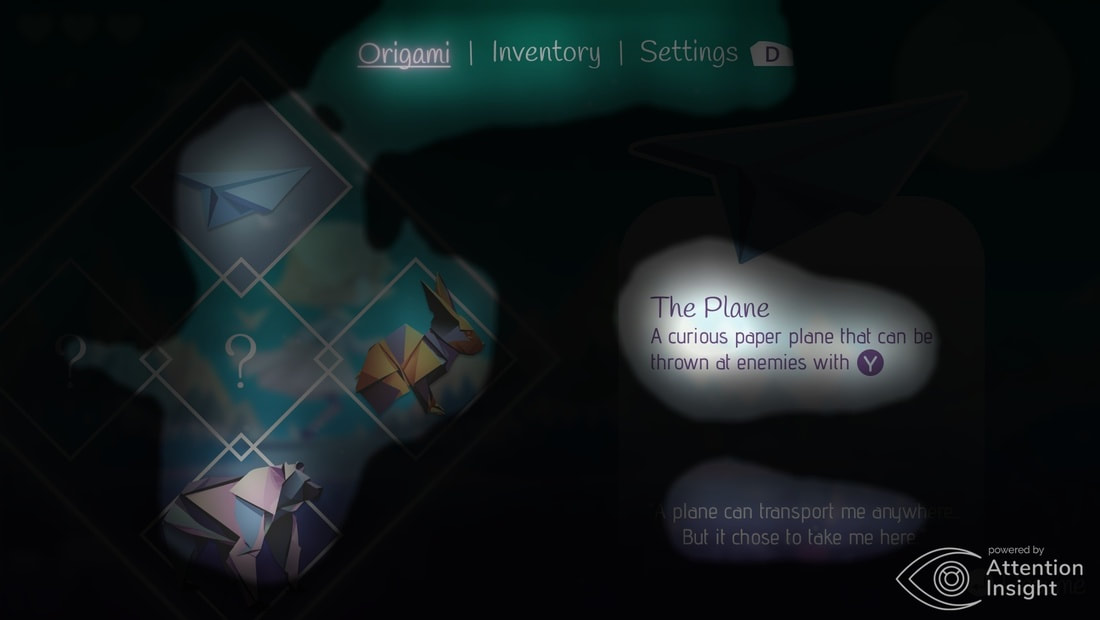 Origami | Inventory | Settings D
?
?
The Plane
A curious paper plane that can be
thrown at enemies with Y
A plane can transport me anywhere...
But it chose to take me here
powered by
Attention
Insight